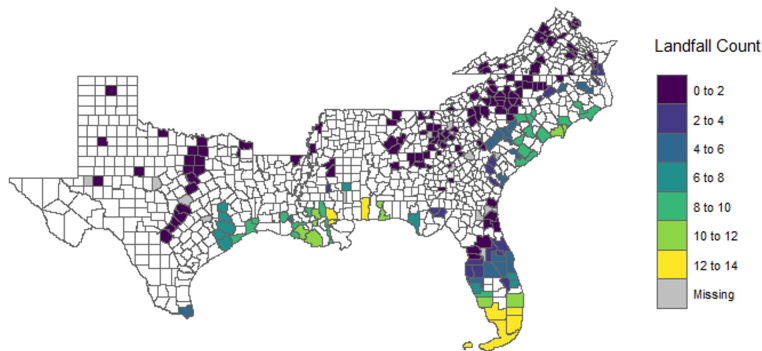 Landfall Count
0 to 2
2 to 4
4 to 6
6 to 8
8 to 10
10 to 12
12 to 14
Missing